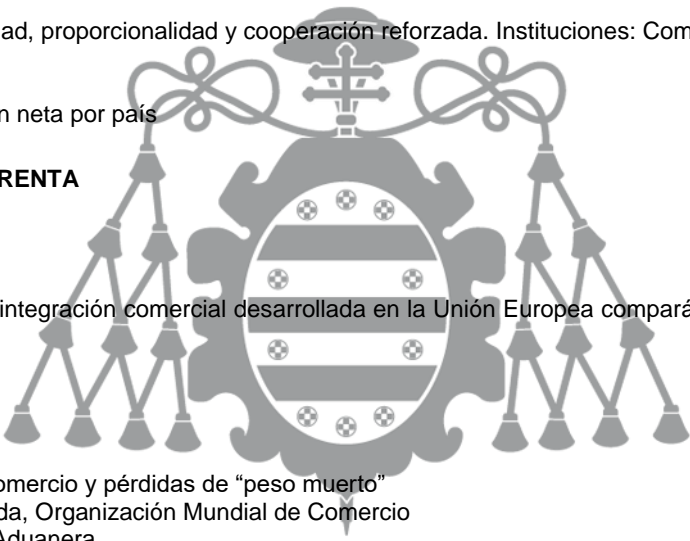 ad, proporcionalidad y cooperación reforzada. Instituciones: Com
n neta por país
RENTA
integración comercial desarrollada en la Unión Europea compará
omercio y pérdidas de “peso muerto”
da, Organización Mundial de Comercio
Aduanera